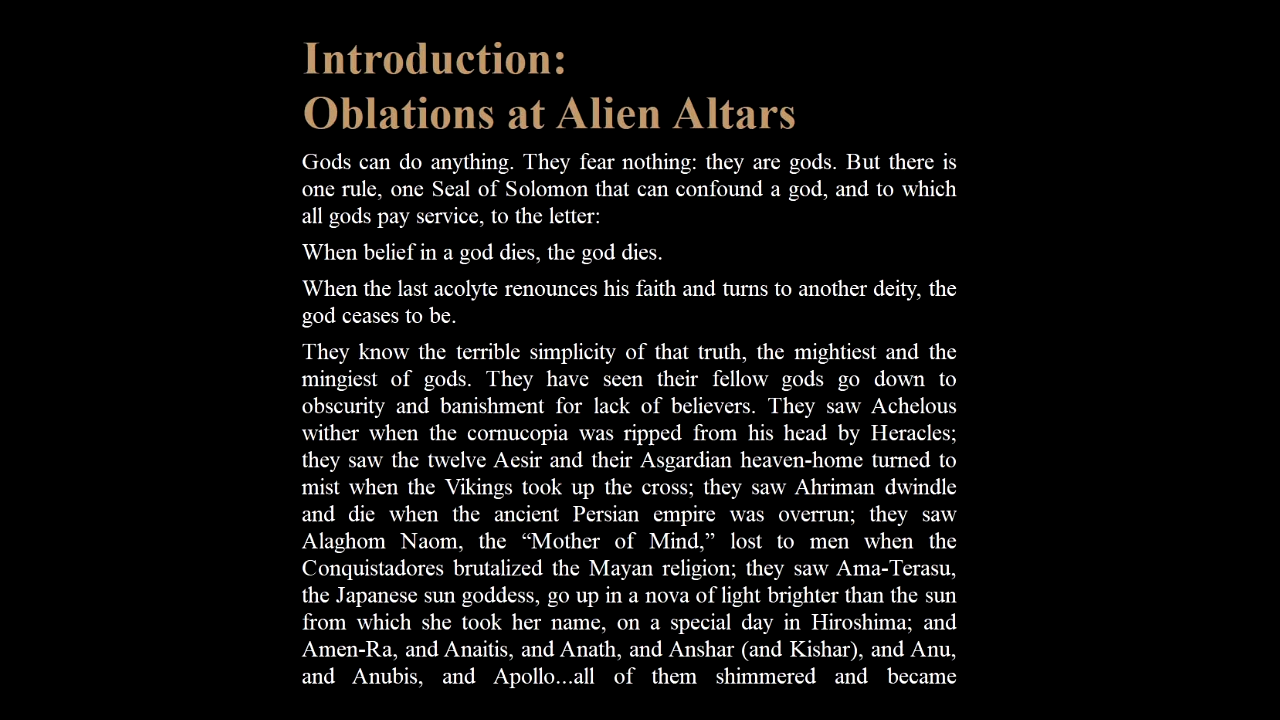 Introduction:
Oblations at Alien Altars
Gods can do anything. They fear nothing: they are gods. But there is
one rule, one Seal of Solomon that can confound a god, and to which
all gods pay service, to the letter:
When belief in a god dies, the god dies.
When the last acolyte renounces his faith and turns to another deity, the
god ceases to be.
They know the terrible simplicity of that truth, the mightiest and the
mingiest of gods. They have seen their fellow gods go down to
obscurity and banishment for lack of believers. They saw Achelous
wither when the cornucopia was ripped from his head by Heracles;
they saw the twelve Aesir and their Asgardian heaven-home turned to
mist when the Vikings took up the cross; they saw Ahriman dwindle
and die when the ancient Persian empire was overrun; they saw
Alaghom Naom, the “Mother of Mind,” lost to men when the
Conquistadores brutalized the Mayan religion; they saw Ama-Terasu,
the Japanese sun goddess, go up in a nova of light brighter than the sun
from which she took her name, on a special day in Hiroshima; and
Amen-Ra, and Anaitis, and Anath, and Anshar (and Kishar), and Anu,
and Anubis, and Apollo...all of them shimmered and became